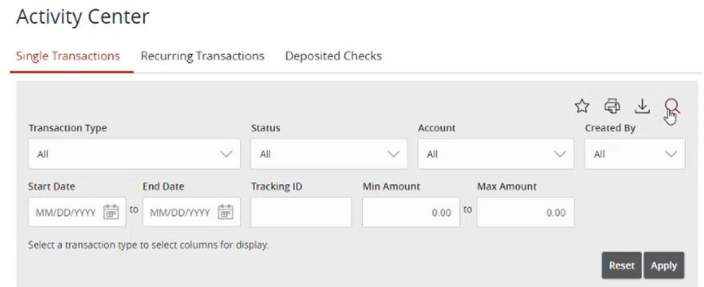 Activity Center
Single Transactions Recurring Transactions Deposited Checks
Transaction Type Status Account Created By
All All All All
Start Date End Date Tracking ID Min Amount Max Amount
MM/DD/YYYY to MM/DD/YYYY 0.00 to 0.00
Select a transaction type to select columns for display.
Reset Apply